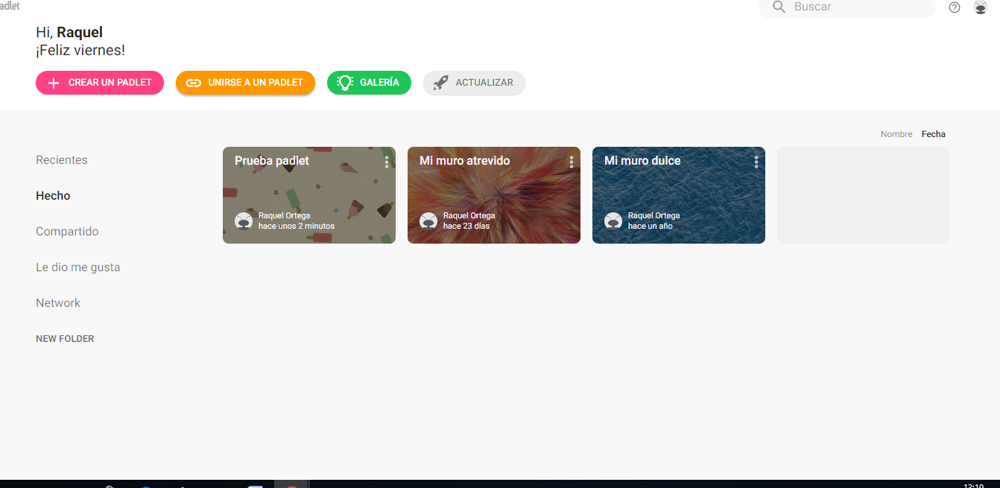 adlet
Buscar
Hi, Raquel
¡Feliz viernes!
CREAR UN PADLET
UNIRSE A UN PADLET
GALERÍA
ACTUALIZAR
Nombre Fecha
Recientes
Hecho
Compartido
Le dio me gusta
Network
NEW FOLDER
Prueba padlet
Raquel Ortega
hace unos 2 minutos
Mi muro atrevido
Raquel Ortega
hace 23 días
Mi muro dulce
Raquel Ortega
hace un año
12:10